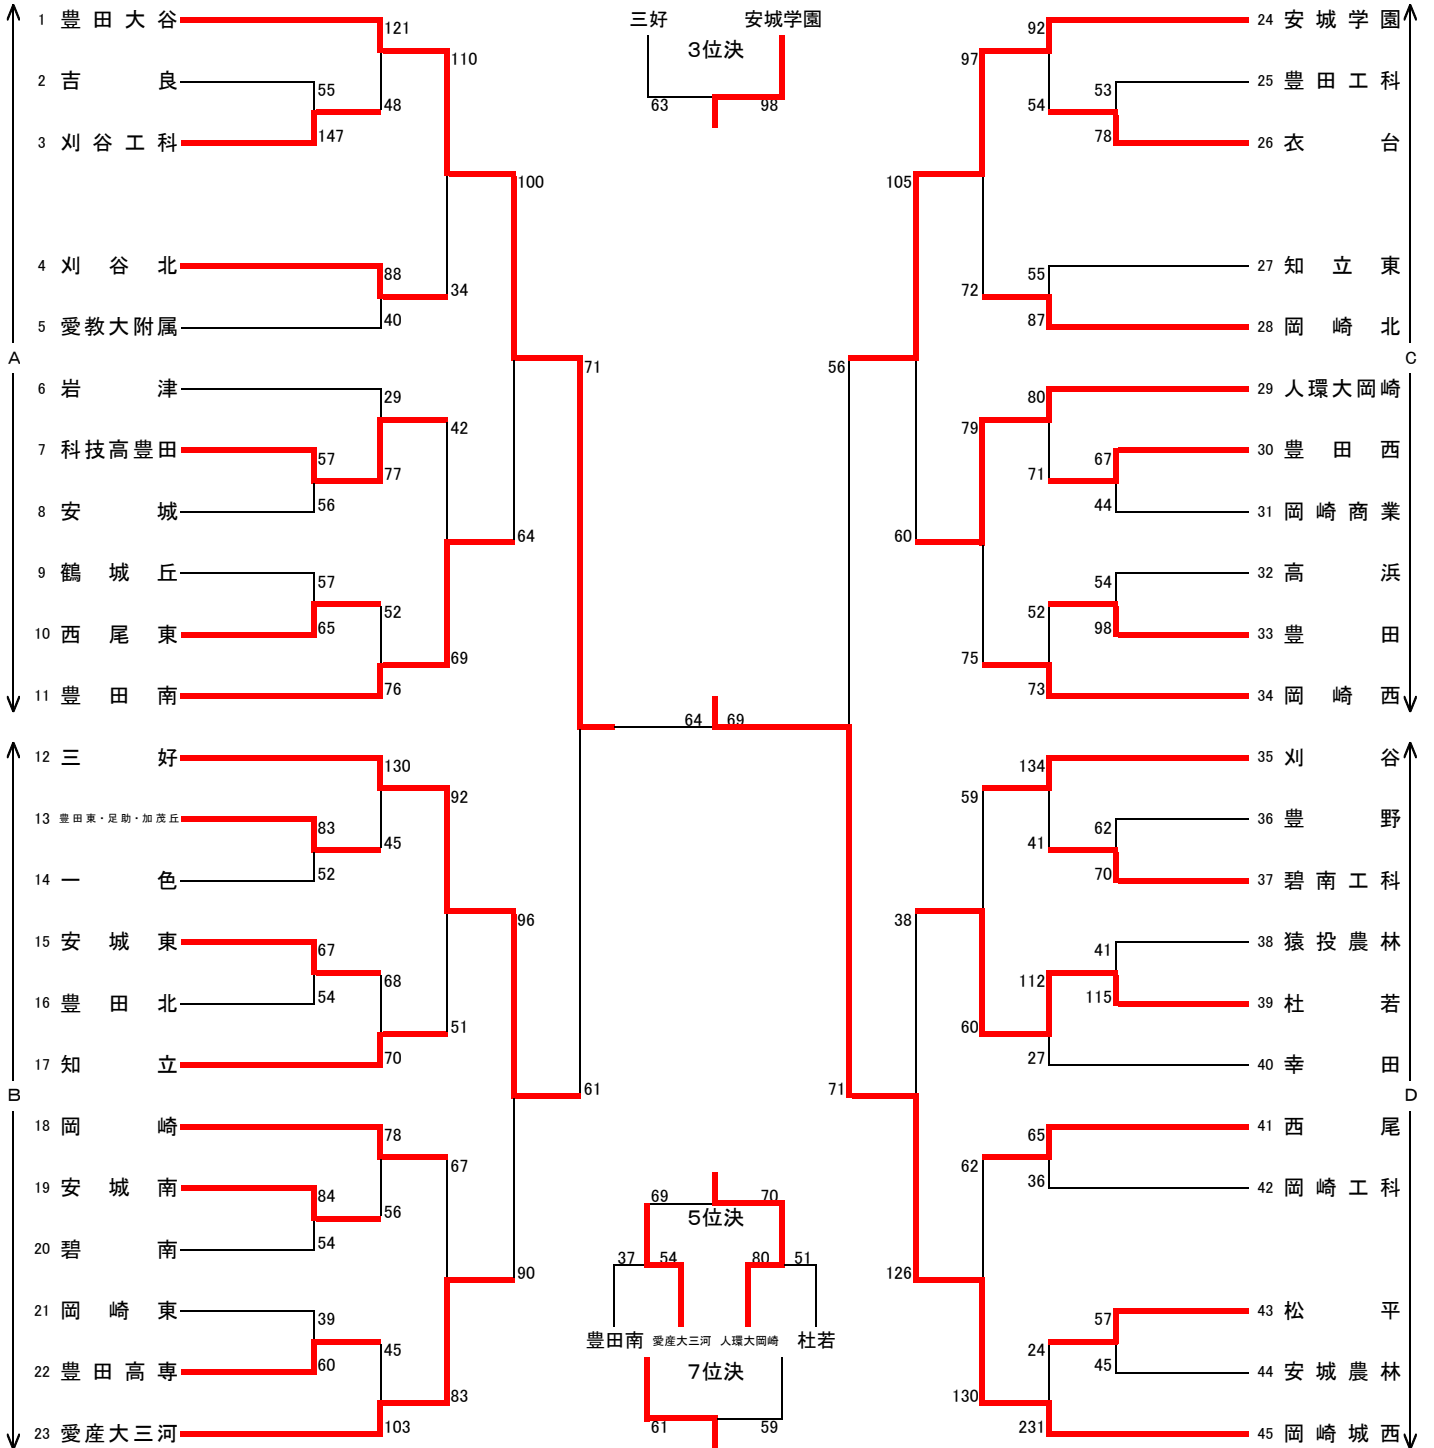 1 豊田大谷
121
110
2 吉良
55
48
3 刈谷工科
147
100
4 刈谷北
88
34
5 愛教大附属
40
A
71
6 岩津
29
42
7 科技高豊田
57
77
8 安城
56
64
9 鶴城丘
57
52
10 西尾東
65
69
11 豊田南
76
12 三好
130
92
13 豊田東・足助・加茂丘
83
45
14 一色
52
96
15 安城東
67
68
16 豊田北
54
51
17 知立
70
B
61
18 岡崎
78
67
19 安城南
84
56
20 碧南
54
90
21 岡崎東
39
45
22 豊田高専
60
83
23 愛産大三河
103
三好 安城学園
3位決
63 98
64 69
69 70
5位決
37 54 80 51
豊田南 愛産大三河 人環大岡崎 杜若
7位決
61 59
92
24 安城学園
97
53
25 豊田工科
54
78
26 衣台
105
55
27 知立東
72
87
28 岡崎北
56
C
80
29 人環大岡崎
79
67
30 豊田西
71
44
31 岡崎商業
60
54
32 高浜
52
98
33 豊田
75
73
34 岡崎西
134
35 刈谷
59
62
36 豊野
41
70
37 碧南工科
38
41
38 猿投農林
112
115
39 杜若
60
27
40 幸田
71
D
65
41 西尾
62
36
42 岡崎工科
126
57
43 松平
24
45
44 安城農林
130
231
45 岡崎城西